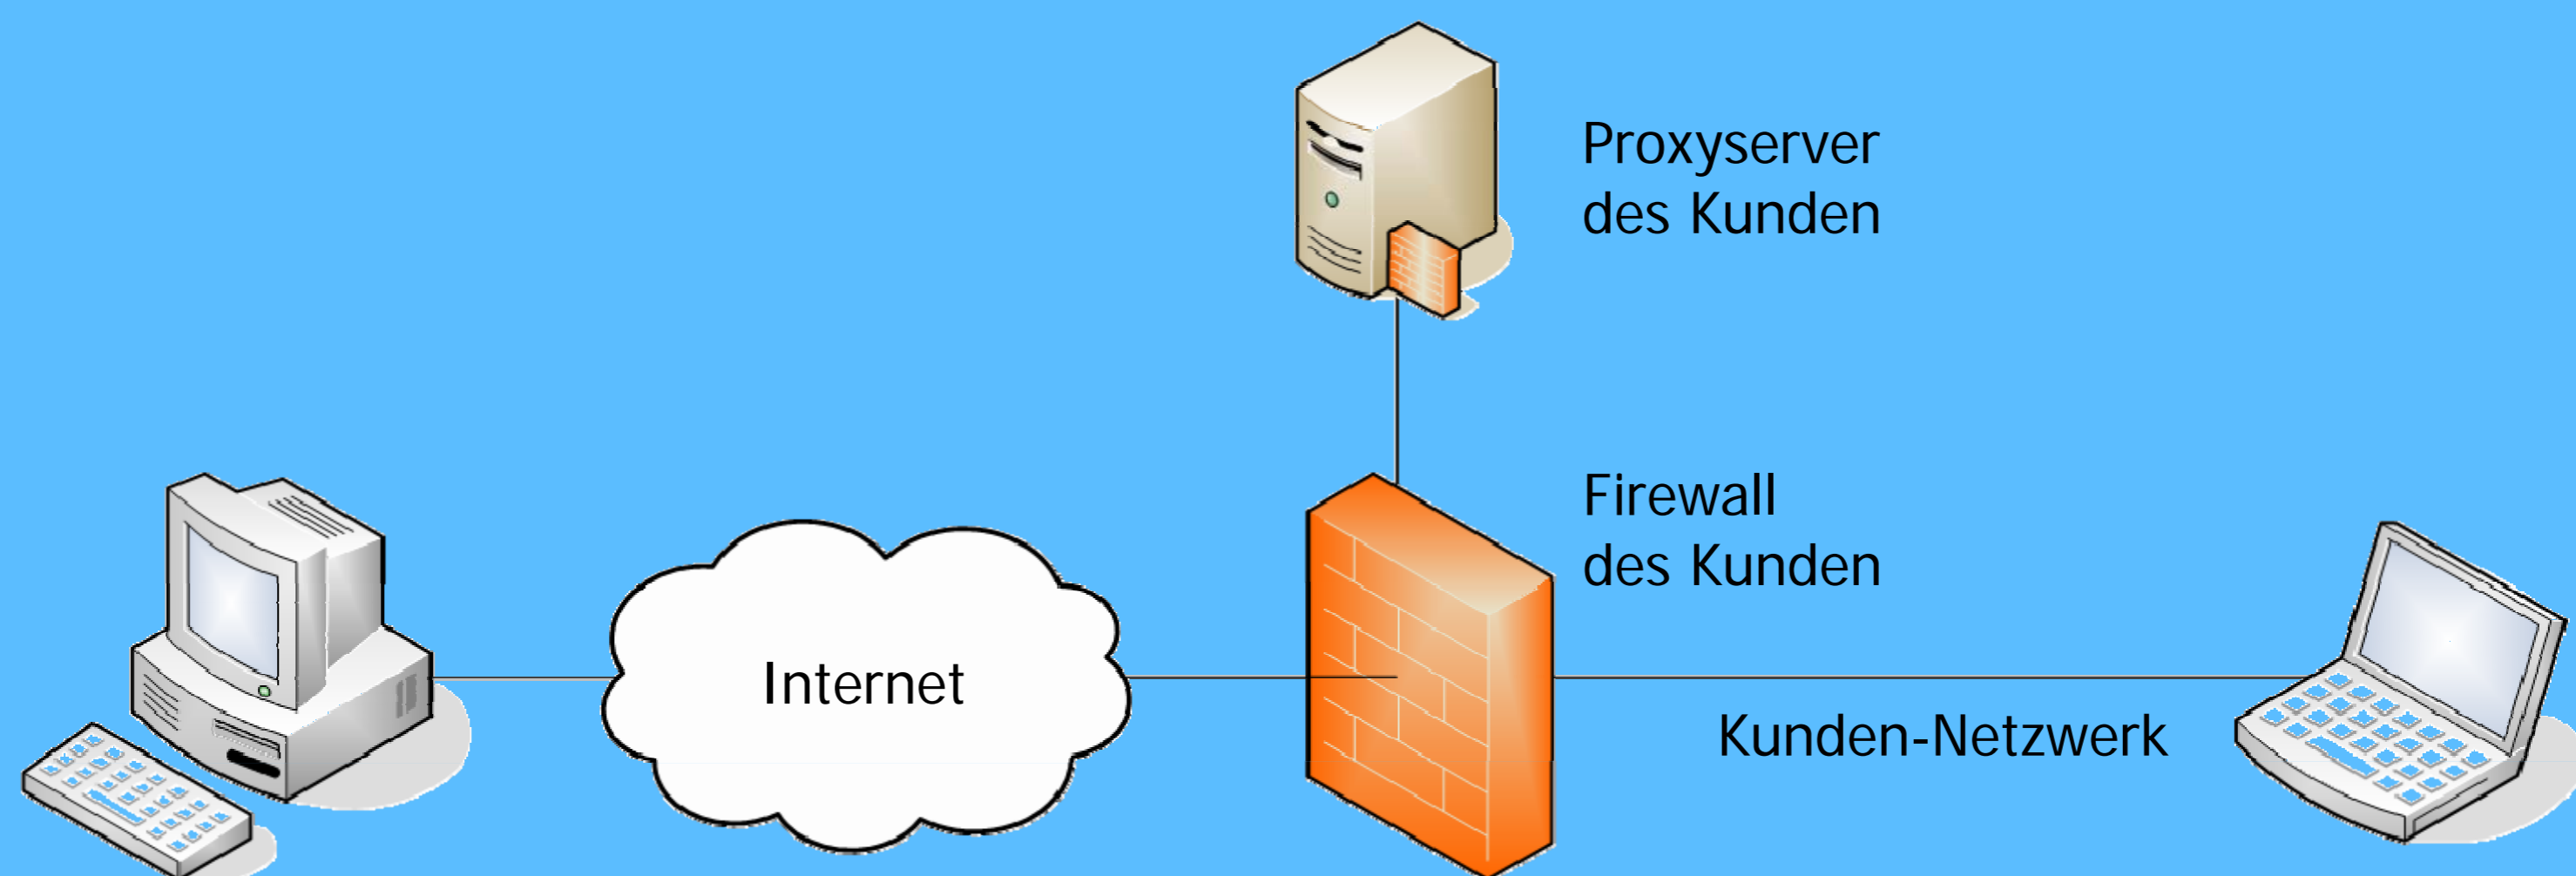 Proxyserver
des Kunden
Firewall
des Kunden
Internet
Kunden-Netzwerk